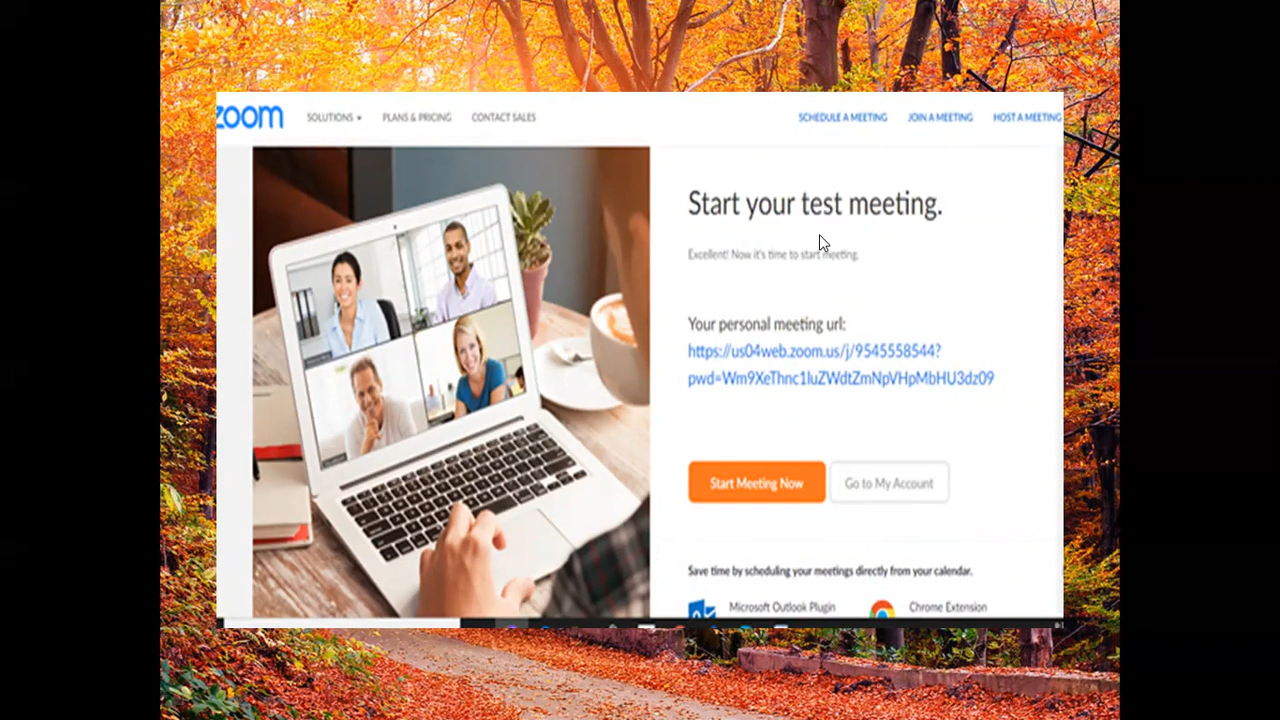 zoom
SOLUTIONS
PLANS & PRICING
CONTACT SALES
SCHEDULE A MEETING
JOIN A MEETING
HOST A MEETING
Start your test meeting.
Excellent! Now it's time to start meeting.
Your personal meeting url:
https://us04web.zoom.us/j/9545558544?
pwd=Wm9XeThnc1luZWdtZmNpVHpMbHU3dz09
Start Meeting Now
Go to My Account
Save time by scheduling your meetings directly from your calendar.
Microsoft Outlook Plugin
Chrome Extension